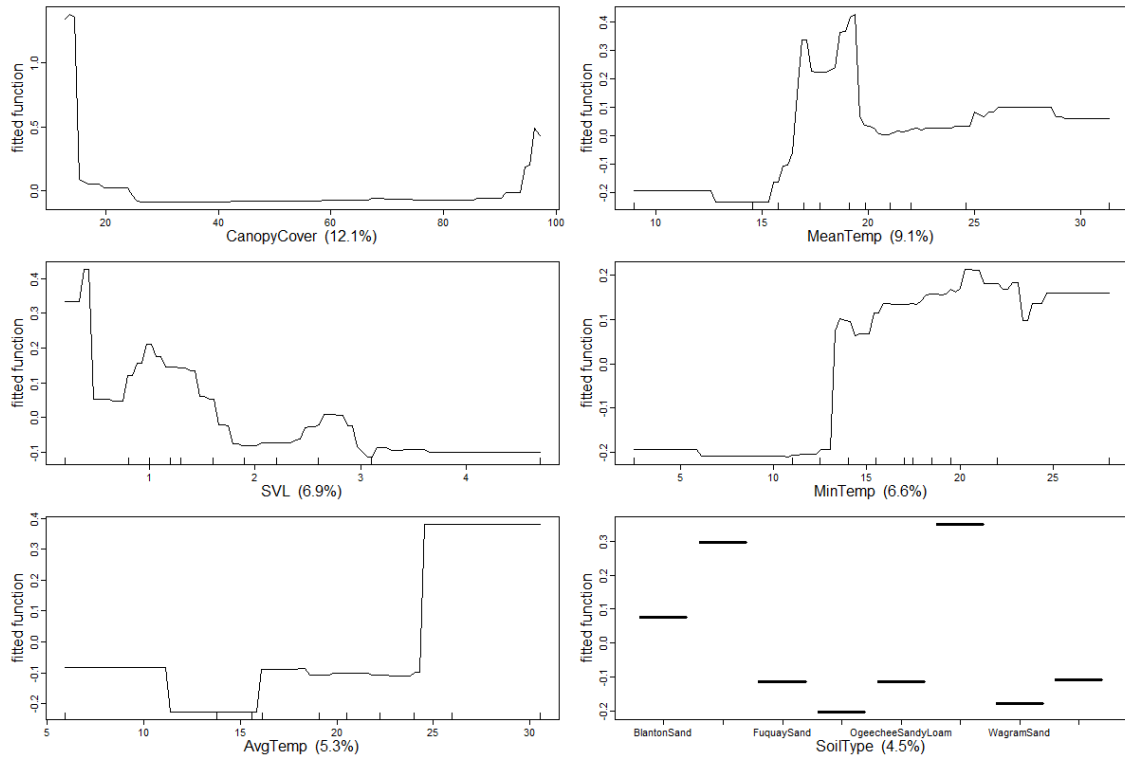 fitted function
0.0 0.5 1.0
20 40 60 80 100
CanopyCover (12.1%)
fitted function
-0.2 -0.1 0.0 0.1 0.2 0.3 0.4
10 15 20 25 30
MeanTemp (9.1%)
fitted function
-0.1 0.0 0.1 0.2 0.3 0.4
1 2 3 4
SVL (6.9%)
fitted function
-0.2 -0.1 0.0 0.1 0.2
5 10 15 20 25
MinTemp (6.6%)
fitted function
-0.2 -0.1 0.0 0.1 0.2 0.3 0.4
5 10 15 20 25 30
AvgTemp (5.3%)
fitted function
-0.2 -0.1 0.0 0.1 0.2 0.3
BlantonSand FuquaySand OgeecheeSandyLoam WagramSand
SoilType (4.5%)